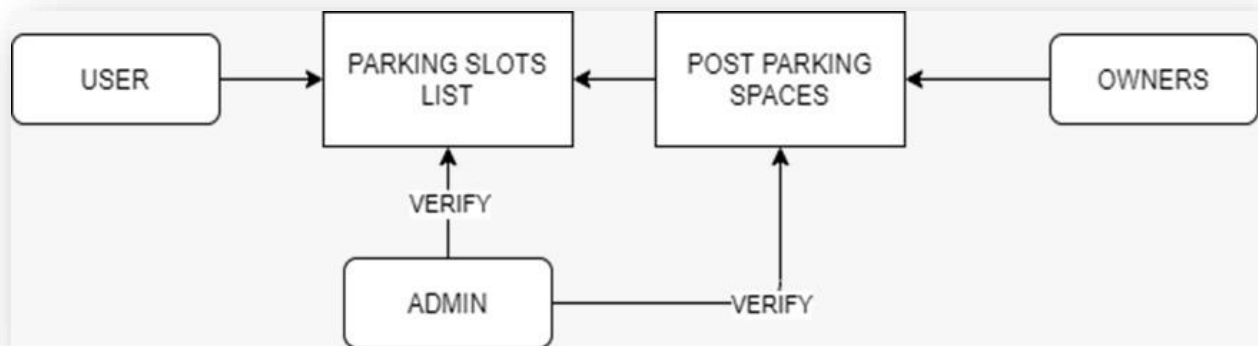 USER
PARKING SLOTS
LIST
POST PARKING
SPACES
OWNERS
VERIFY
ADMIN
VERIFY